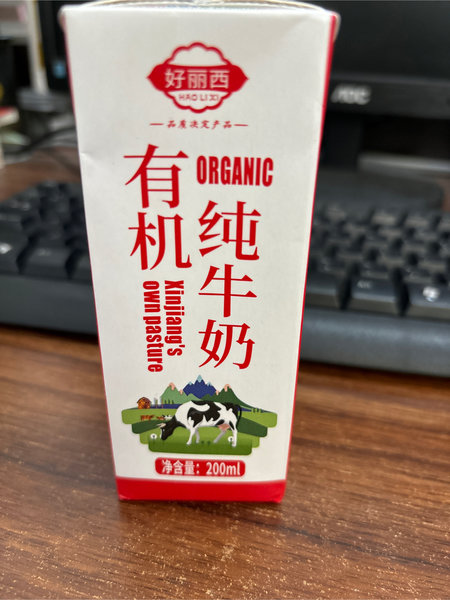 好丽西
HAO LI XI
品质决定产品
有机
ORGANIC
纯牛奶
Xinjiang's
own pasture
净含量：200ml
AOC